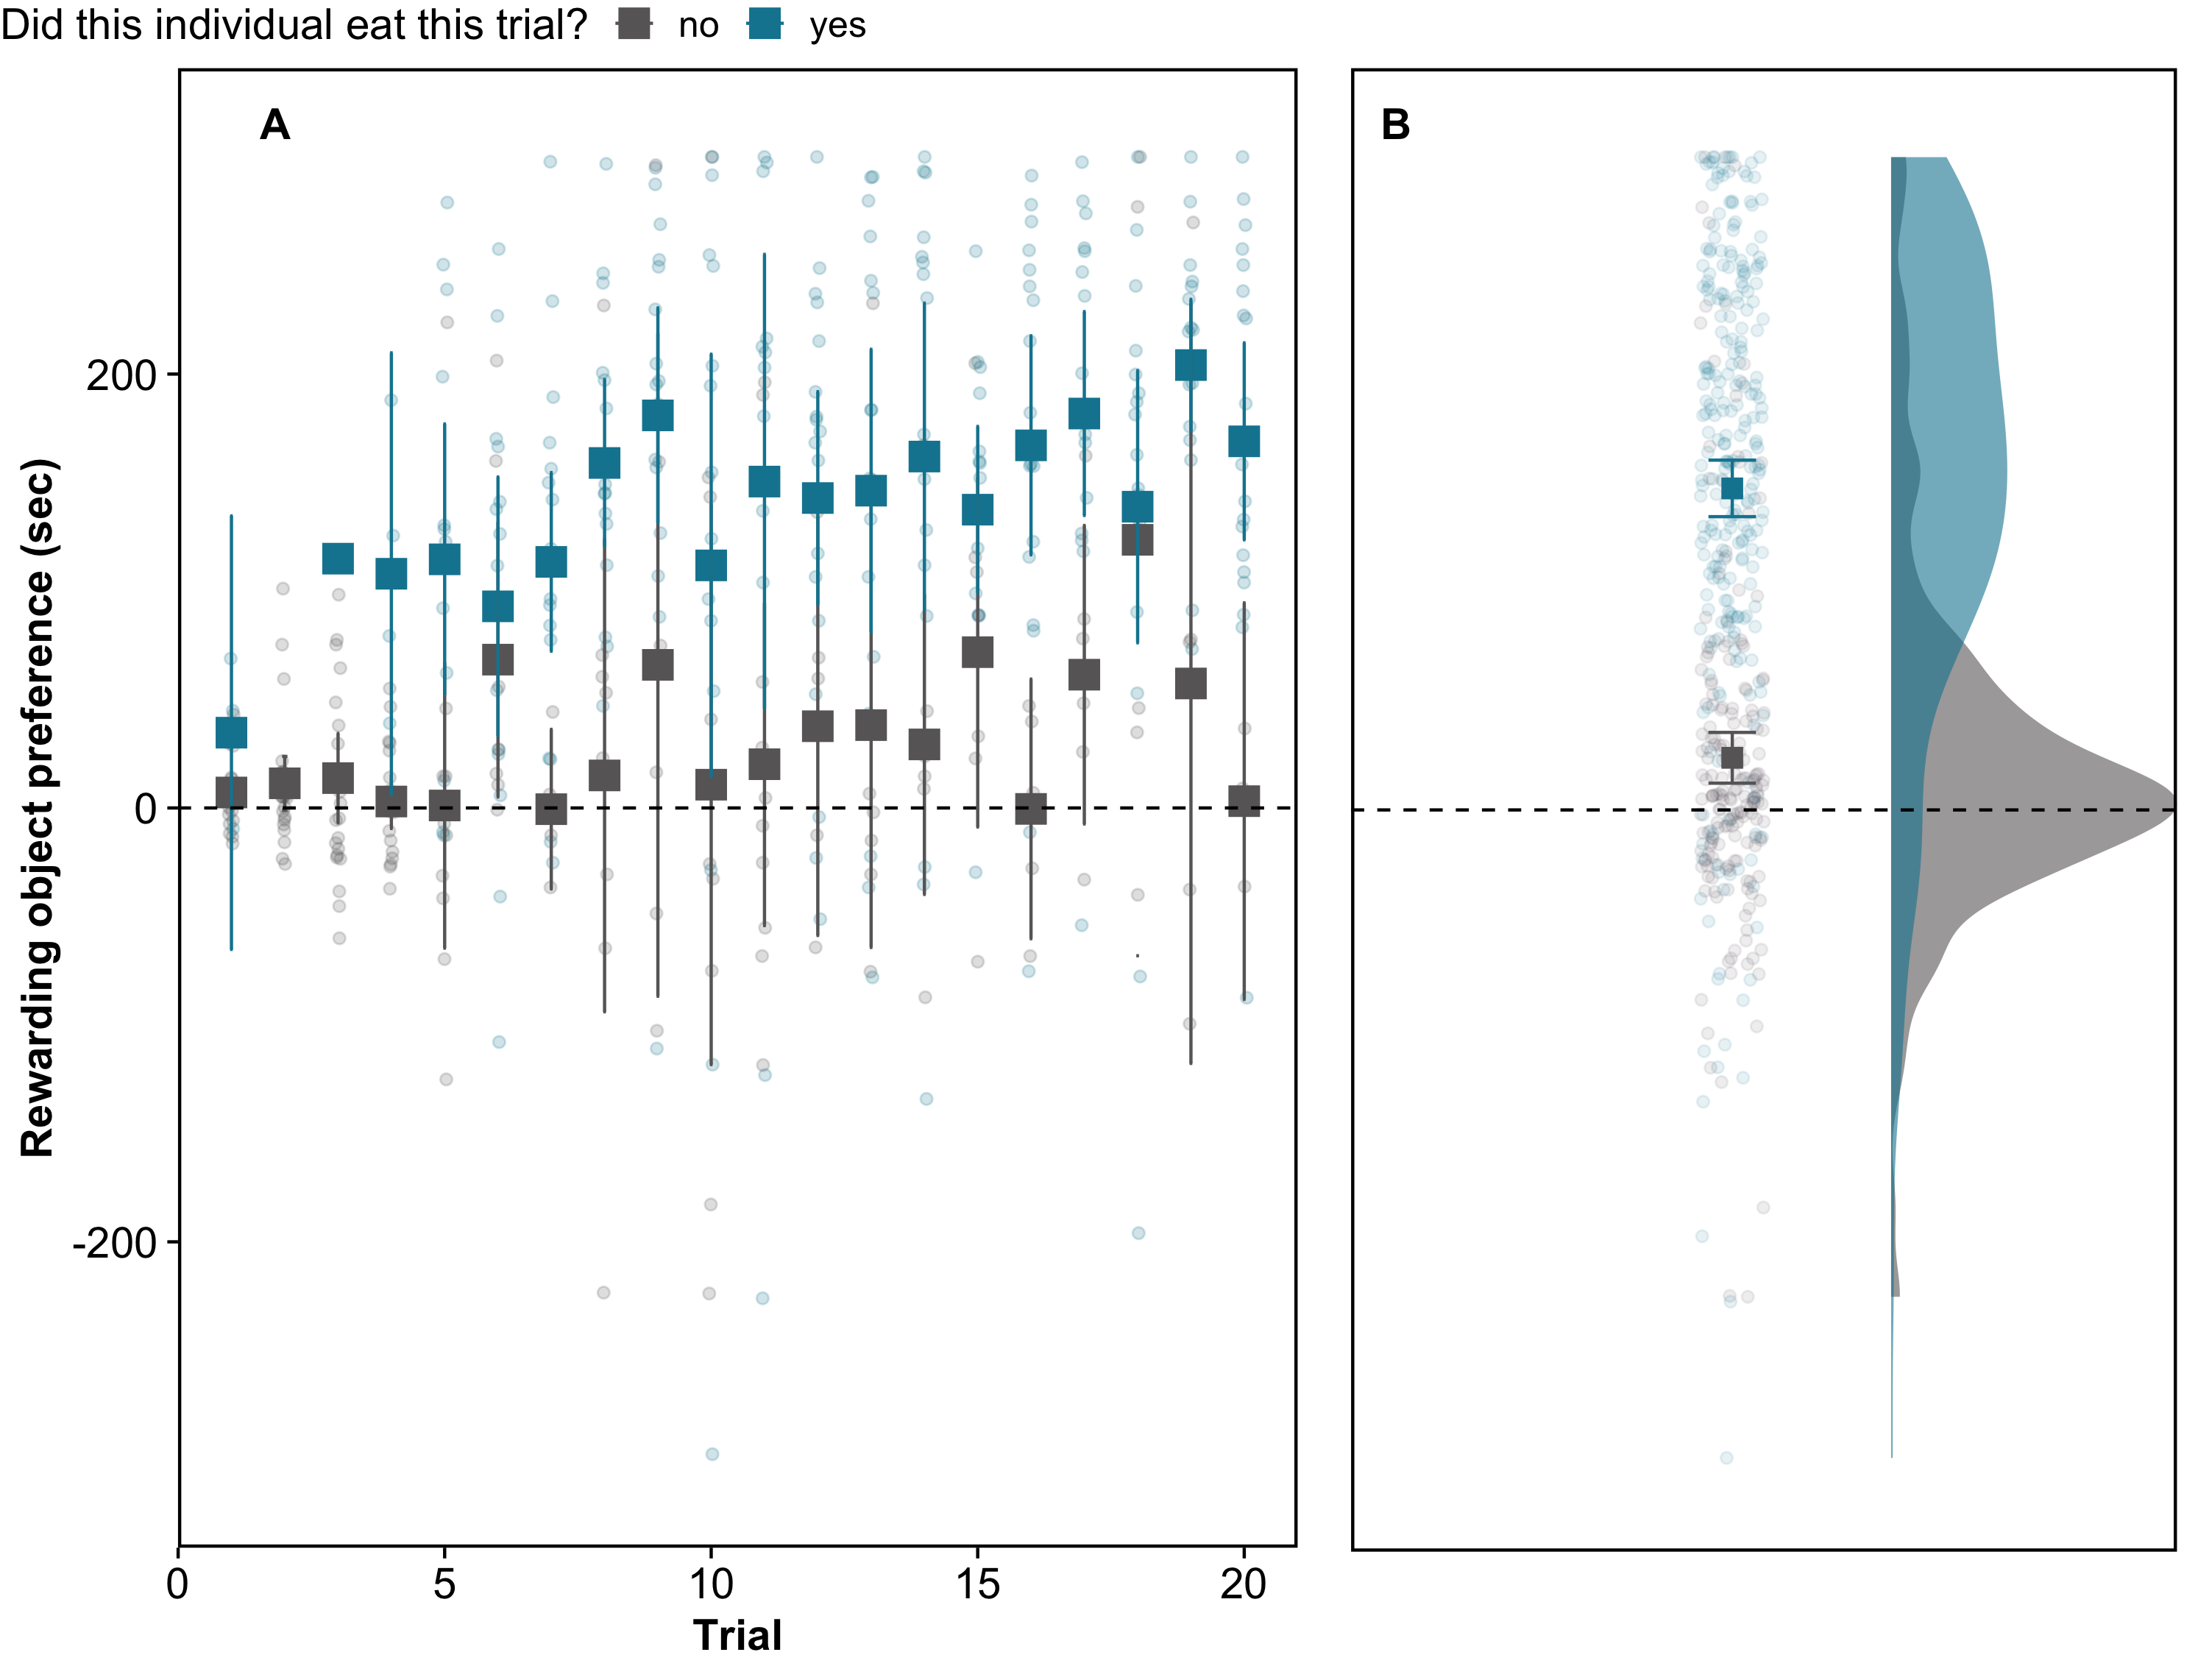 Did this individual eat this trial? no yes
A
B
Rewarding object preference (sec)
200
0
-200
0 5 10 15 20
Trial